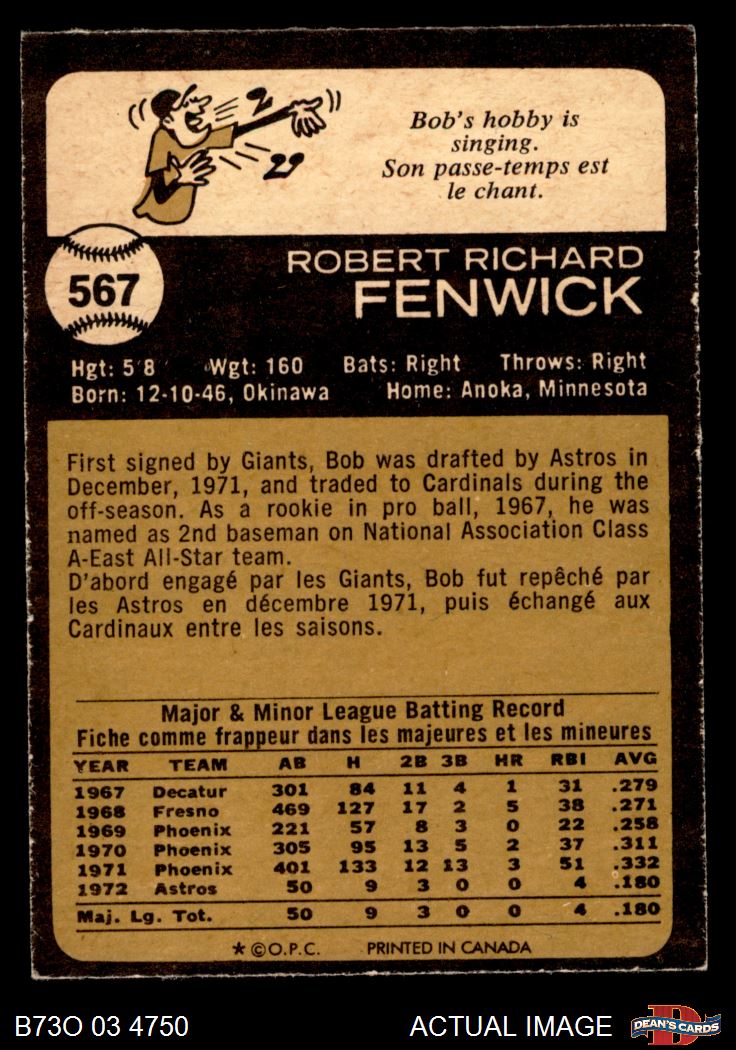 Bob's hobby is
singing.
Son passe-temps est
le chant.
567
ROBERT RICHARD
FENWICK
Hgt: 5'8 Wgt: 160 Bats: Right Throws: Right
Born: 12-10-46, Okinawa Home: Anoka, Minnesota
First signed by Giants, Bob was drafted by Astros in
December, 1971, and traded to Cardinals during the
off-season. As a rookie in pro ball, 1967, he was
named as 2nd baseman on National Association Class
A-East All-Star team.
D'abord engagé par les Giants, Bob fut repêché par
les Astros en décembre 1971, puis échangé aux
Cardinaux entre les saisons.
Major & Minor League Batting Record
Fiche comme frappeur dans les majeures et les mineures
YEAR TEAM AB H 2B 3B HR RBI AVG
1967 Decatur 301 84 11 4 1 31 .279
1968 Fresno 469 127 17 2 5 38 .271
1969 Phoenix 221 57 8 3 0 22 .258
1970 Phoenix 305 95 13 5 2 37 .311
1971 Phoenix 401 133 12 13 3 51 .332
1972 Astros 50 9 3 0 0 4 .180
Maj. Lg. Tot. 50 9 3 0 0 4 .180
★ ©O.P.C. PRINTED IN CANADA
B73O 03 4750 ACTUAL IMAGE DEAN'S CARDS